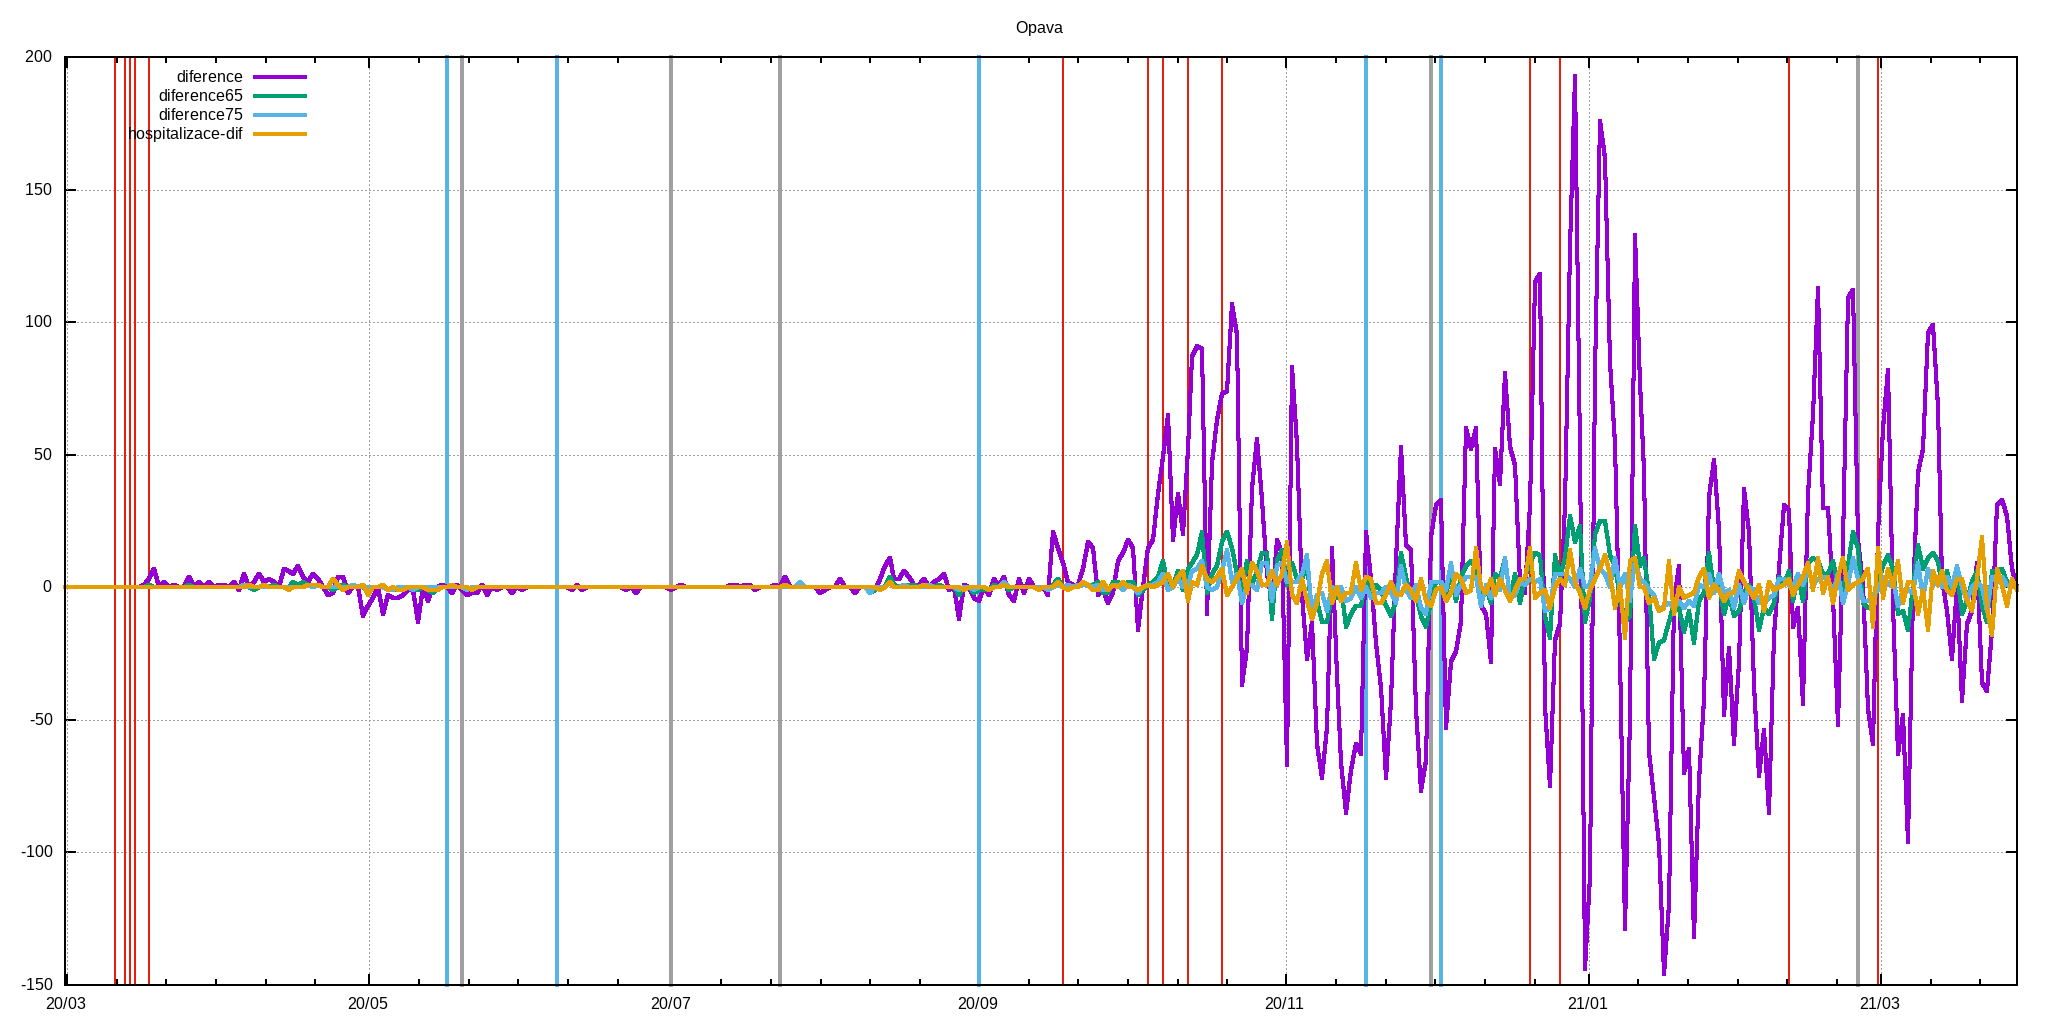 Opava
diference
diference65
diference75
hospitalizace-dif
200
150
100
50
0
-50
-100
-150
20/03 20/05 20/07 20/09 20/11 21/01 21/03